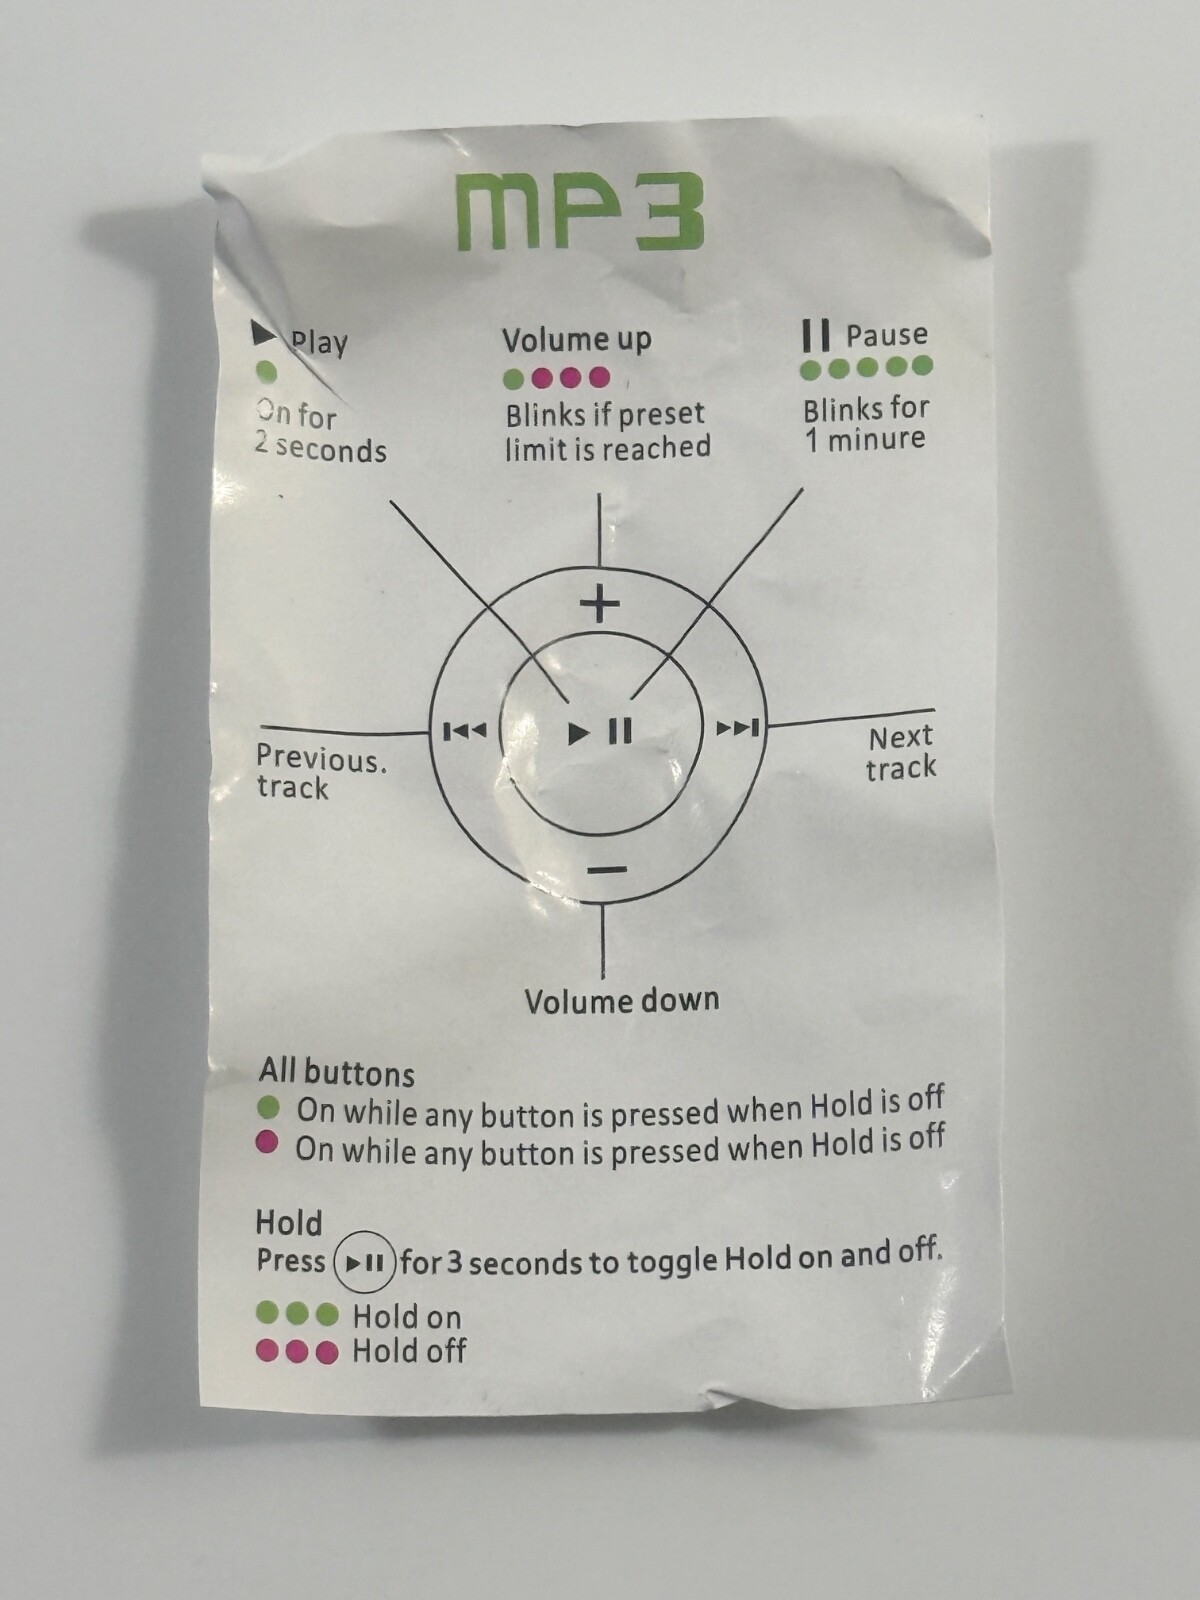 MP3
Play
On for
2 seconds
Volume up
Blinks if preset
limit is reached
Pause
Blinks for
1 minure
+
Previous.
track
Next
track
−
Volume down
All buttons
On while any button is pressed when Hold is off
On while any button is pressed when Hold is off
Hold
Press for 3 seconds to toggle Hold on and off.
Hold on
Hold off